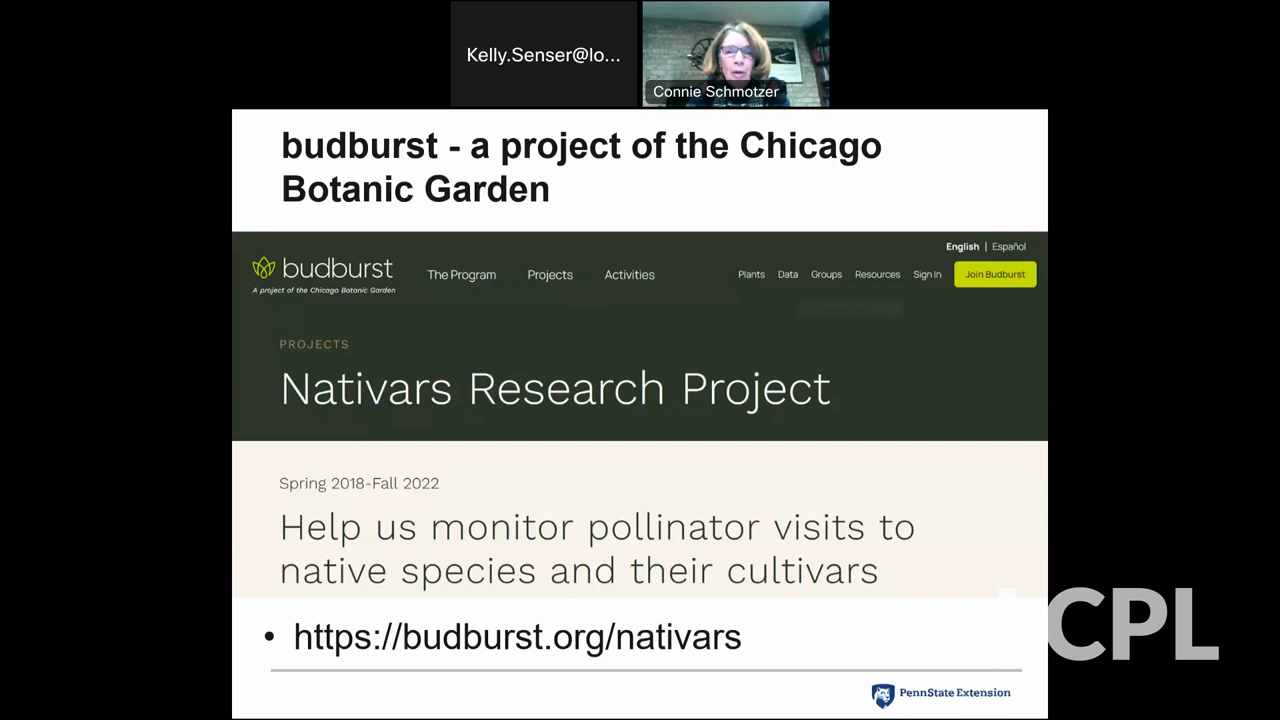 Kelly.Senser@lo...
Connie Schmotzer
budburst - a project of the Chicago
Botanic Garden
English | Español
budburst
A project of the Chicago Botanic Garden
The Program Projects Activities
Plants Data Groups Resources Sign In Join Budburst
PROJECTS
Nativars Research Project
Spring 2018-Fall 2022
Help us monitor pollinator visits to
native species and their cultivars
• https://budburst.org/nativars
LCPL
PennState Extension